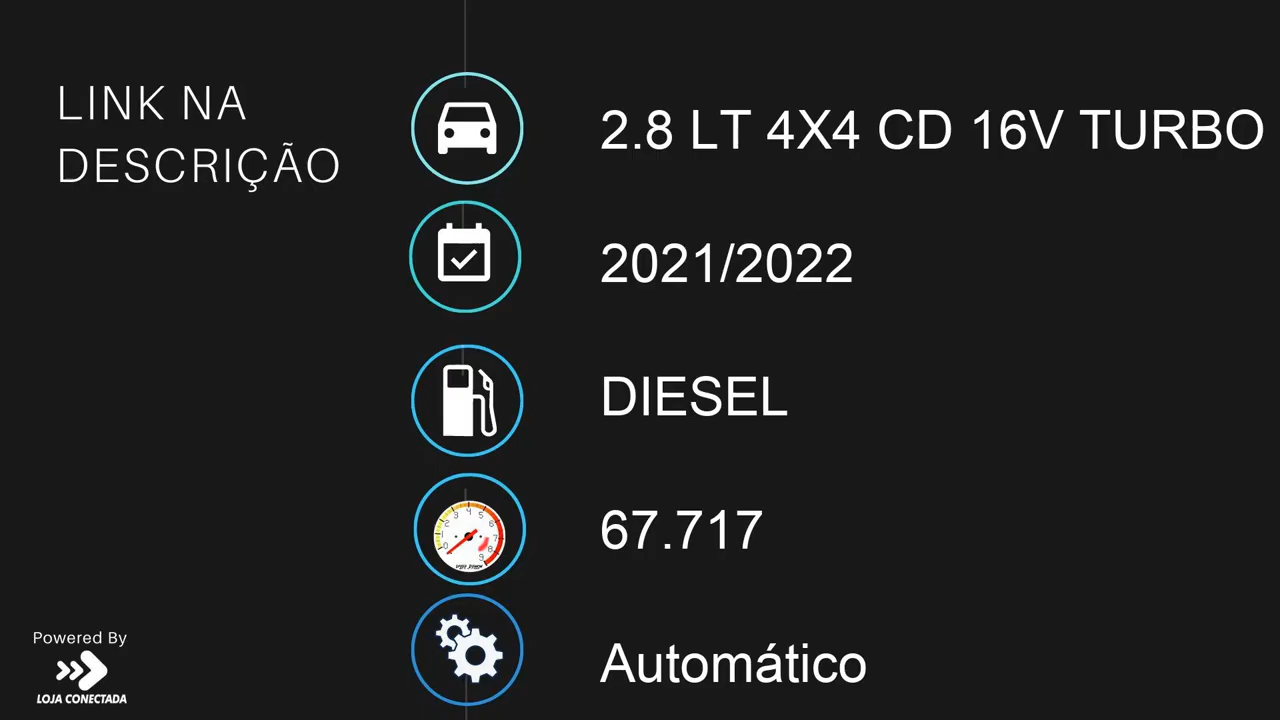 LINK NA
DESCRIÇÃO
2.8 LT 4X4 CD 16V TURBO
2021/2022
DIESEL
67.717
Automático
Powered By
LOJA CONECTADA